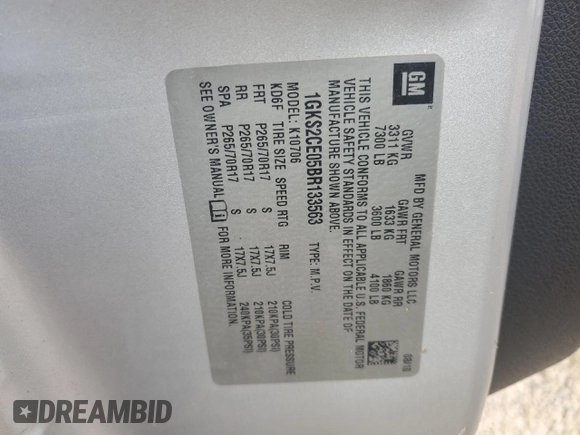 GM
MFD BY GENERAL MOTORS LLC.
08/10
GVWR GAWR FRT GAWR RR
3311 KG 1633 KG 1860 KG
7300 LB 3600 LB 4100 LB
THIS VEHICLE CONFORMS TO ALL APPLICABLE U.S. FEDERAL MOTOR
VEHICLE SAFETY STANDARDS IN EFFECT ON THE DATE OF
MANUFACTURE SHOWN ABOVE.
1GKS2CE05BR133563 TYPE: M.P.V.
MODEL: K10706
KD6F TIRE SIZE SPEED RTG RIM COLD TIRE PRESSURE
FRT P265/70R17 S 17X7.5J 210KPA(30PSI)
RR P265/70R17 S 17X7.5J 210KPA(30PSI)
SPA P265/70R17 S 17X7.5J 240KPA(35PSI)
SEE OWNER'S MANUAL FOR MORE INFORMATION.
DREAMBID